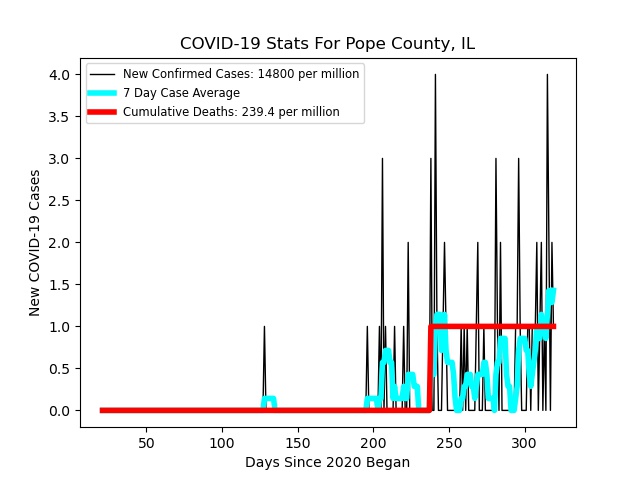 COVID-19 Stats For Pope County, IL
New Confirmed Cases: 14800 per million
7 Day Case Average
Cumulative Deaths: 239.4 per million
New COVID-19 Cases
4.0
3.5
3.0
2.5
2.0
1.5
1.0
0.5
0.0
50 100 150 200 250 300
Days Since 2020 Began